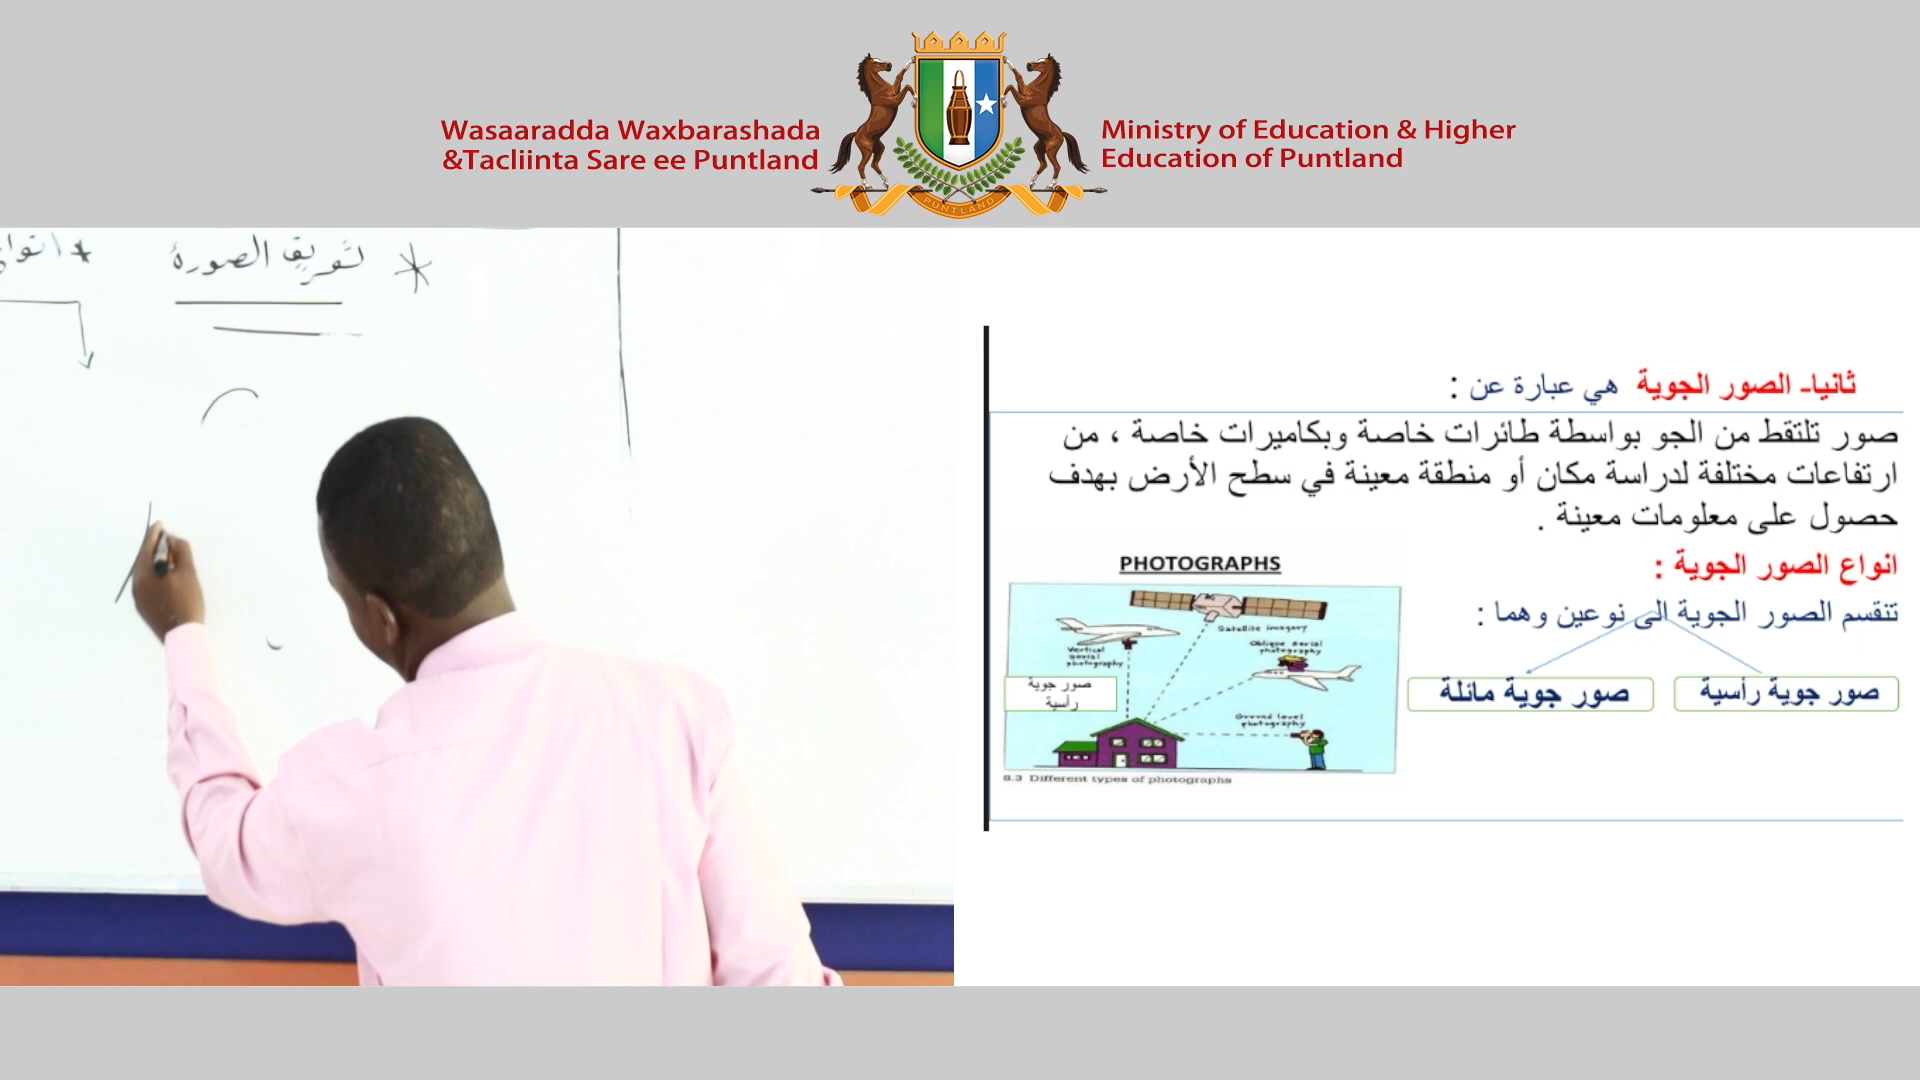 Wasaaradda Waxbarashada
&Tacliinta Sare ee Puntland
PUNTLAND
Ministry of Education & Higher
Education of Puntland
* تعريف الصورة
* انواع
ثانيا- الصور الجوية هي عبارة عن :
صور تلتقط من الجو بواسطة طائرات خاصة وبكاميرات خاصة ، من
ارتفاعات مختلفة لدراسة مكان أو منطقة معينة في سطح الأرض بهدف
حصول على معلومات معينة .
انواع الصور الجوية :
تنقسم الصور الجوية الى نوعين وهما :
صور جوية رأسية
صور جوية مائلة
PHOTOGRAPHS
Satellite imagery
Vertical
aerial
photography
Oblique aerial
photography
صور جوية
رأسية
Ground level
photography
8.3 Different types of photographs